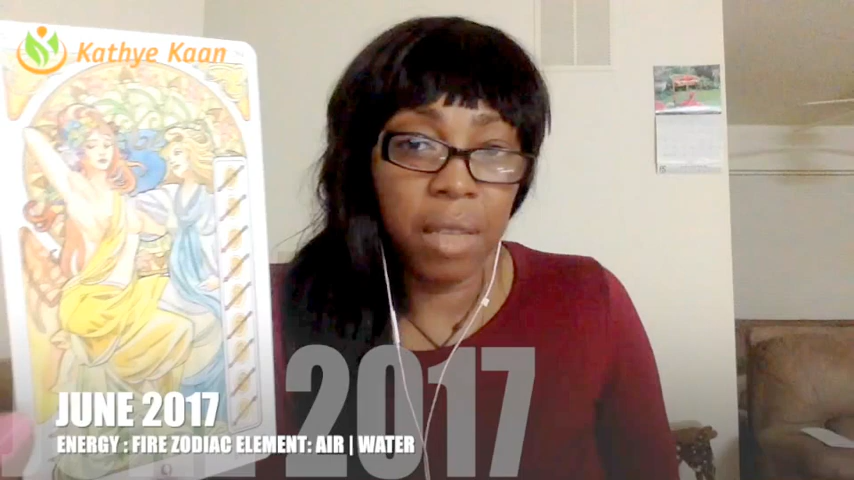 Kathye Kaan
2017
JUNE 2017
ENERGY : FIRE ZODIAC ELEMENT: AIR | WATER